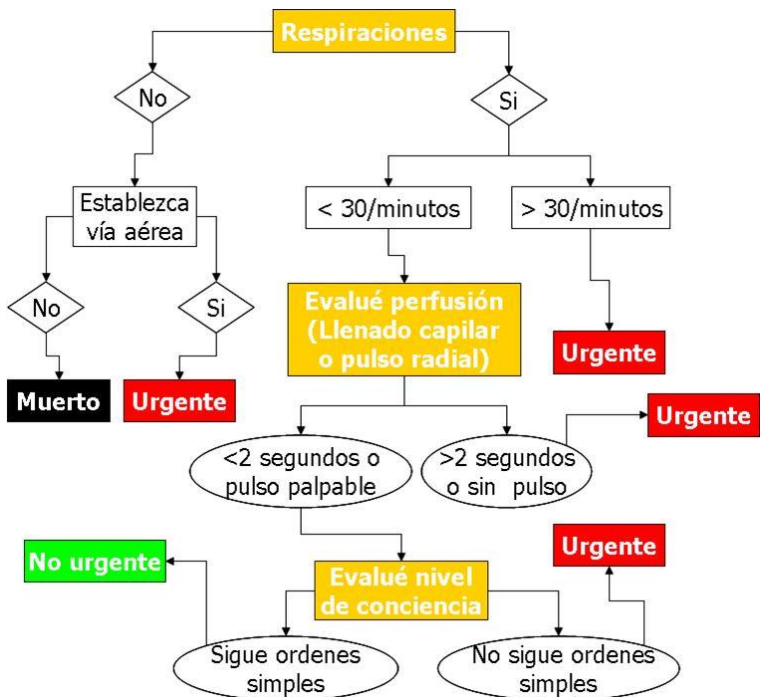 Respiraciones
No
Si
Establezca
vía aérea
< 30/minutos
> 30/minutos
No
Si
Evalué perfusión
(Llenado capilar
o pulso radial)
Urgente
Muerto
Urgente
Urgente
<2 segundos o
pulso palpable
>2 segundos
o sin pulso
Urgente
No urgente
Evalué nivel
de conciencia
Sigue ordenes
simples
No sigue ordenes
simples